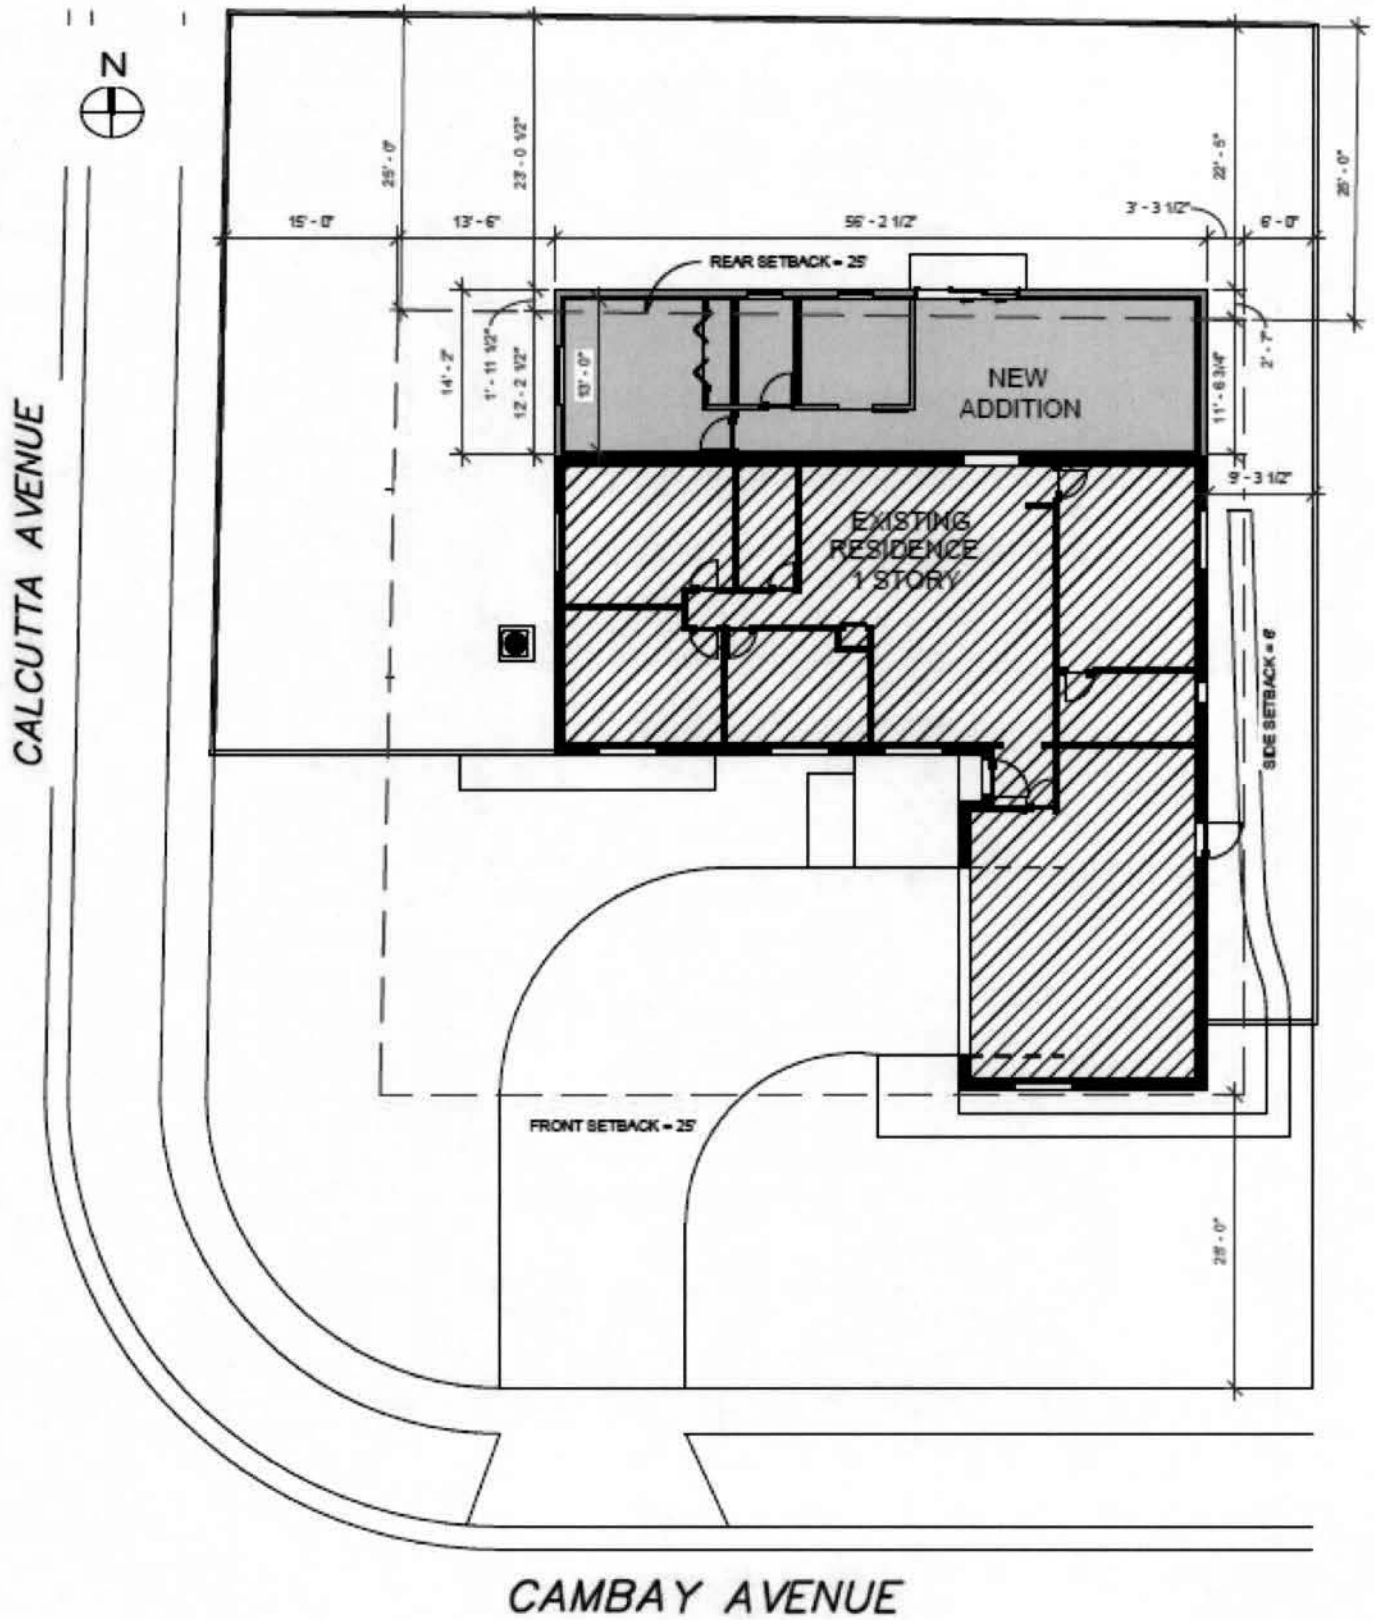 N
25' - 0"
23' - 0 1/2"
22' - 5"
25' - 0"
15' - 0"
13' - 6"
56' - 2 1/2"
3' - 3 1/2"
6' - 0"
REAR SETBACK = 25'
14' - 2"
1' - 11 1/2"
12' - 2 1/2"
13' - 0"
NEW
ADDITION
11' - 6 3/4"
2' - 7"
9' - 3 1/2"
EXISTING
RESIDENCE
1 STORY
CALCUTTA AVENUE
SIDE SETBACK = 6'
FRONT SETBACK = 25'
CAMBAY AVENUE